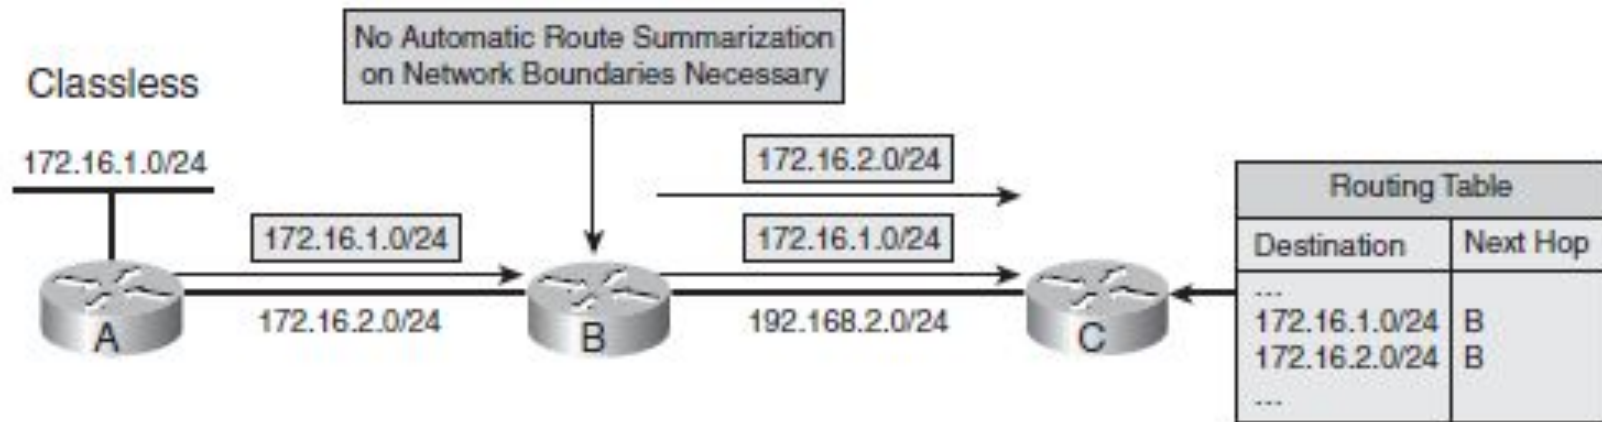 No Automatic Route Summarization
on Network Boundaries Necessary
Classless
172.16.1.0/24
172.16.2.0/24
172.16.1.0/24
172.16.1.0/24
A
172.16.2.0/24
B
192.168.2.0/24
C
Routing Table
Destination Next Hop
...
172.16.1.0/24 B
172.16.2.0/24 B
...